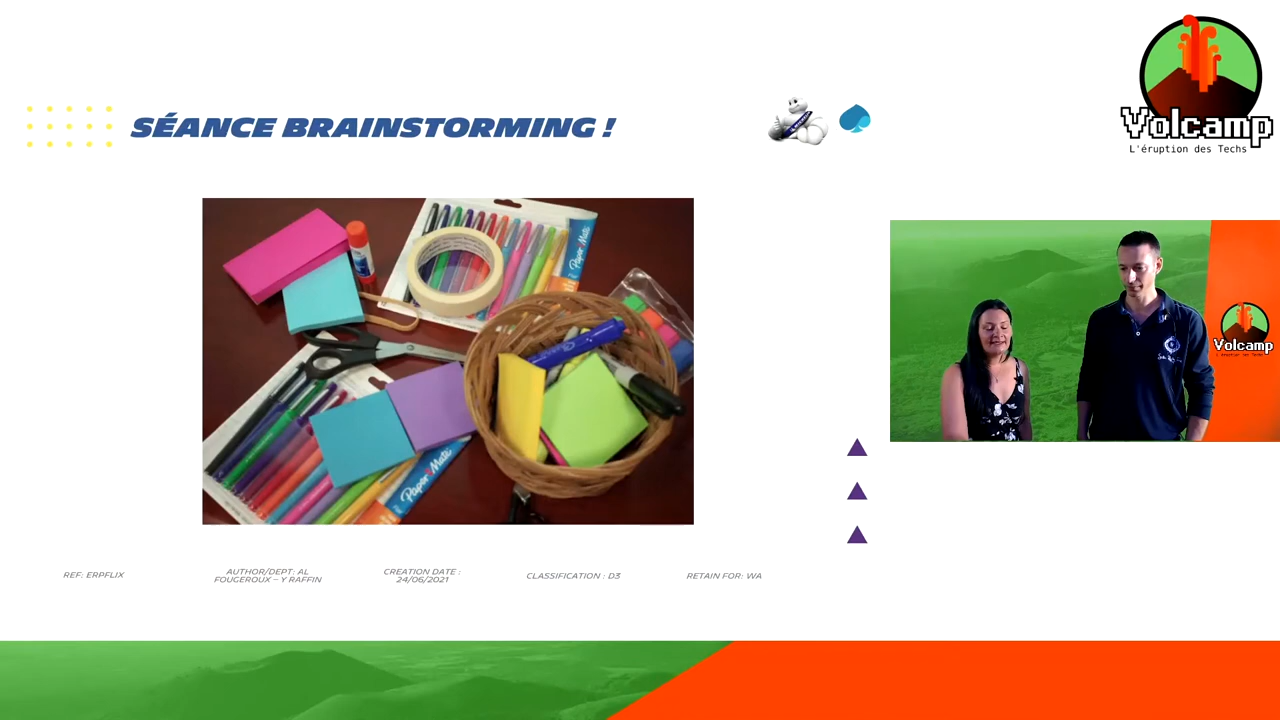 SÉANCE BRAINSTORMING !
Volcamp
L'éruption des Techs
Paper Mate
Paper Mate
Volcamp
REF: ERPFLIX
AUTHOR/DEPT: AL
FOUGEROUX – Y RAFFIN
CREATION DATE :
24/06/2021
CLASSIFICATION : D3
RETAIN FOR: WA